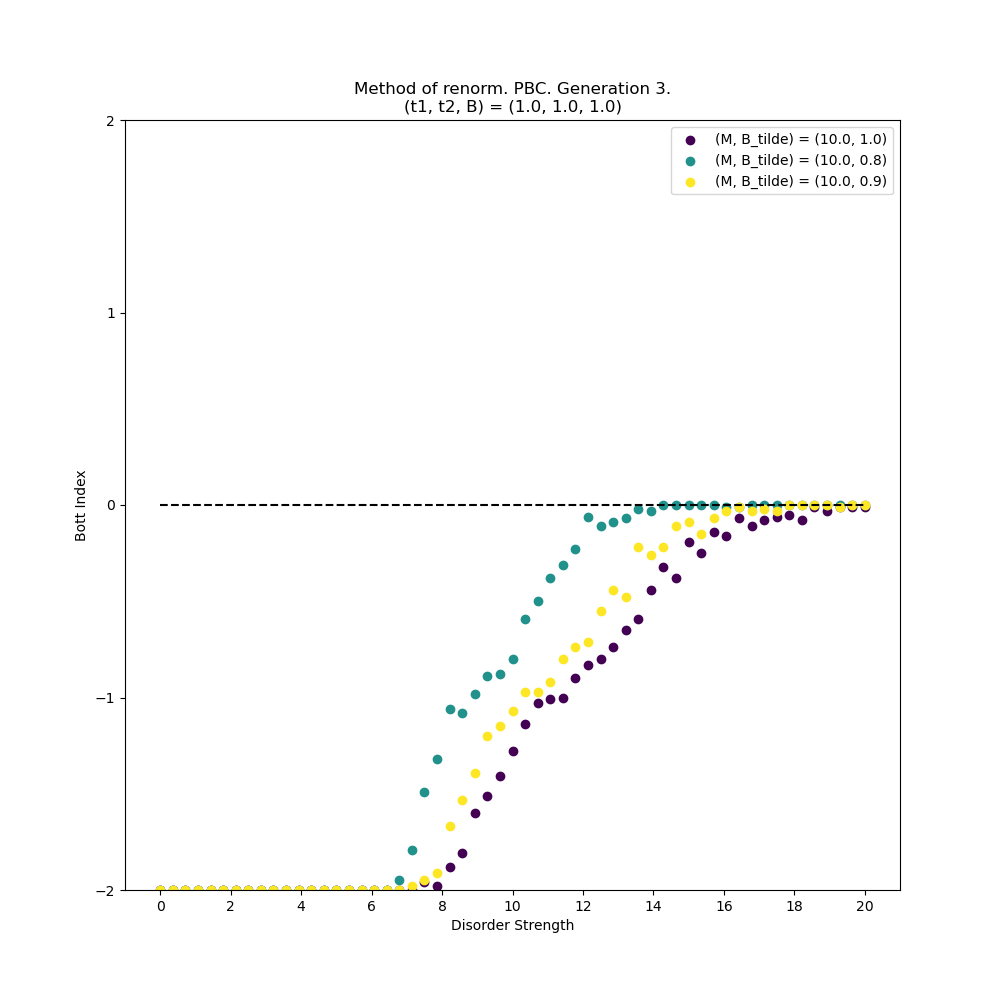 Method of renorm. PBC. Generation 3.
(t1, t2, B) = (1.0, 1.0, 1.0)
(M, B_tilde) = (10.0, 1.0)
(M, B_tilde) = (10.0, 0.8)
(M, B_tilde) = (10.0, 0.9)
2
1
0
−1
−2
Bott Index
0 2 4 6 8 10 12 14 16 18 20
Disorder Strength